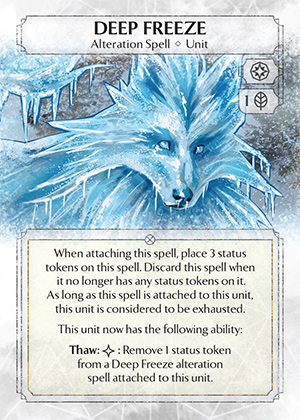 DEEP FREEZE
Alteration Spell ⟐ Unit
1
When attaching this spell, place 3 status
tokens on this spell. Discard this spell when
it no longer has any status tokens on it.
As long as this spell is attached to this unit,
this unit is considered to be exhausted.
This unit now has the following ability:
Thaw: ⟡ : Remove 1 status token
from a Deep Freeze alteration
spell attached to this unit.